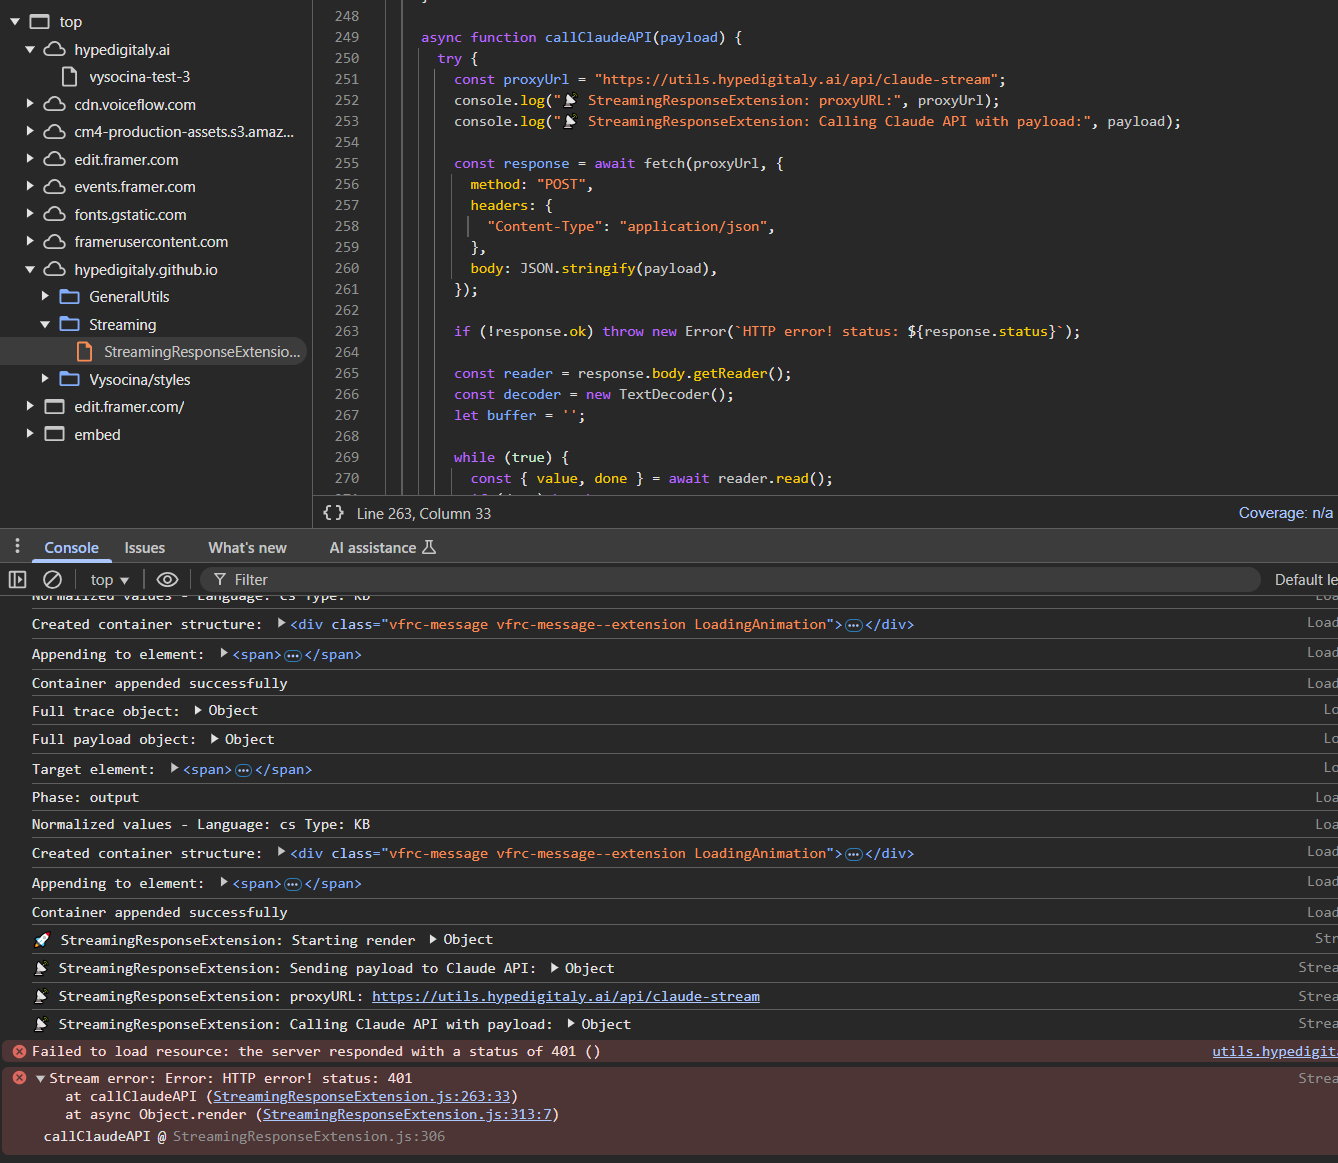 top
hypedigitaly.ai
vysocina-test-3
cdn.voiceflow.com
cm4-production-assets.s3.amaz...
edit.framer.com
events.framer.com
fonts.gstatic.com
framerusercontent.com
hypedigitaly.github.io
GeneralUtils
Streaming
StreamingResponseExtensio...
Vysocina/styles
edit.framer.com/
embed
248
249 async function callClaudeAPI(payload) {
250 try {
251 const proxyUrl = "https://utils.hypedigitaly.ai/api/claude-stream";
252 console.log("📡 StreamingResponseExtension: proxyURL:", proxyUrl);
253 console.log("📡 StreamingResponseExtension: Calling Claude API with payload:", payload);
254
255 const response = await fetch(proxyUrl, {
256 method: "POST",
257 headers: {
258 "Content-Type": "application/json",
259 },
260 body: JSON.stringify(payload),
261 });
262
263 if (!response.ok) throw new Error(`HTTP error! status: ${response.status}`);
264
265 const reader = response.body.getReader();
266 const decoder = new TextDecoder();
267 let buffer = '';
268
269 while (true) {
270 const { value, done } = await reader.read();
{} Line 263, Column 33 Coverage: n/a
Console Issues What's new AI assistance
top Filter Default le
Normalized values - Language: cs Type: KB Loa
Created container structure: <div class="vfrc-message vfrc-message--extension LoadingAnimation">…</div> Load
Appending to element: <span>…</span> Load
Container appended successfully Load
Full trace object: Object Lo
Full payload object: Object Lo
Target element: <span>…</span> Lo
Phase: output Loa
Normalized values - Language: cs Type: KB Loa
Created container structure: <div class="vfrc-message vfrc-message--extension LoadingAnimation">…</div> Load
Appending to element: <span>…</span> Load
Container appended successfully Load
🚀 StreamingResponseExtension: Starting render Object Str
📡 StreamingResponseExtension: Sending payload to Claude API: Object Strea
📡 StreamingResponseExtension: proxyURL: https://utils.hypedigitaly.ai/api/claude-stream Strea
📡 StreamingResponseExtension: Calling Claude API with payload: Object Strea
Failed to load resource: the server responded with a status of 401 () utils.hypedigit
Stream error: Error: HTTP error! status: 401 Strea
at callClaudeAPI (StreamingResponseExtension.js:263:33)
at async Object.render (StreamingResponseExtension.js:313:7)
callClaudeAPI @ StreamingResponseExtension.js:306